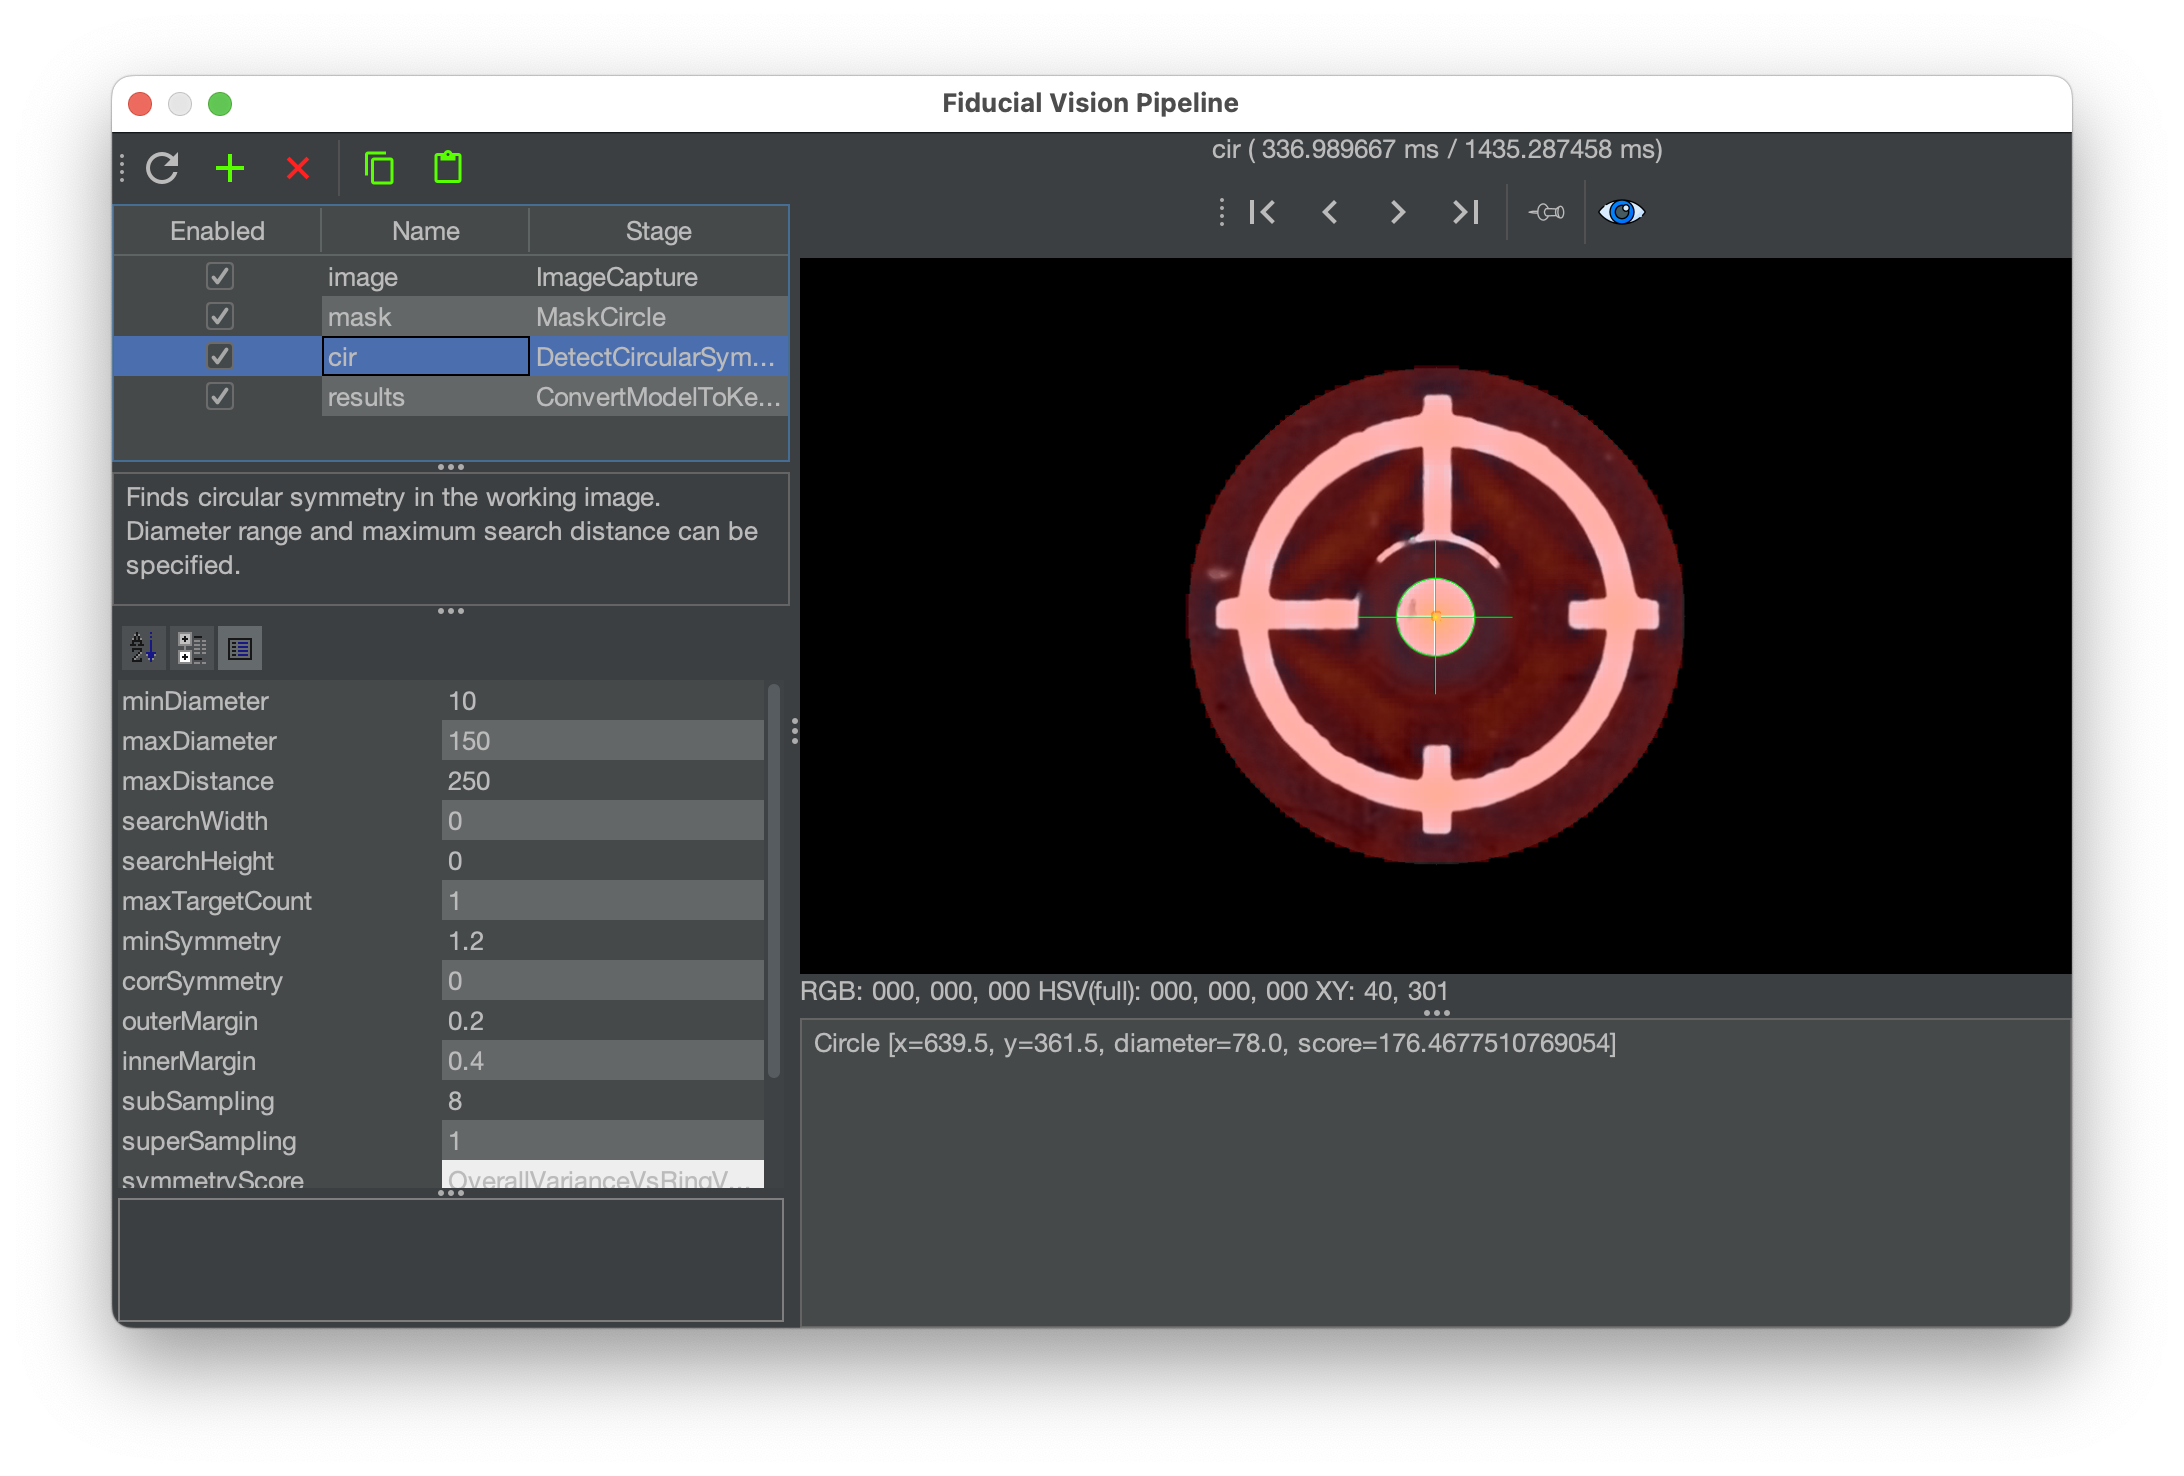 Fiducial Vision Pipeline
cir ( 336.989667 ms / 1435.287458 ms)
Enabled Name Stage
image ImageCapture
mask MaskCircle
cir DetectCircularSym...
results ConvertModelToKe...
Finds circular symmetry in the working image.
Diameter range and maximum search distance can be
specified.
minDiameter 10
maxDiameter 150
maxDistance 250
searchWidth 0
searchHeight 0
maxTargetCount 1
minSymmetry 1.2
corrSymmetry 0
outerMargin 0.2
innerMargin 0.4
subSampling 8
superSampling 1
symmetryScore OverallVarianceVsRingV...
RGB: 000, 000, 000 HSV(full): 000, 000, 000 XY: 40, 301
Circle [x=639.5, y=361.5, diameter=78.0, score=176.4677510769054]